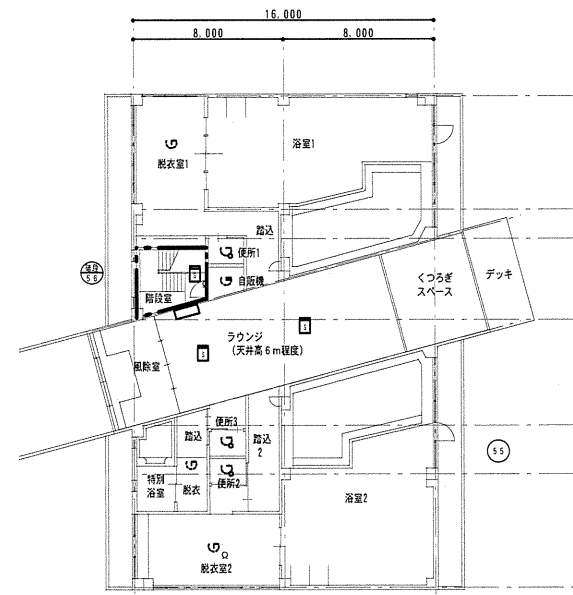 16.000
8.000
8.000
浴室1
脱衣室1
踏込
便所1
自販機
階段室
階段
56
S
くつろぎ
スペース
デッキ
ラウンジ
(天井高6m程度)
S
S
風除室
便所3
踏込
踏込
2
便所2
特別
浴室
脱衣
55
浴室2
Ω
脱衣室2